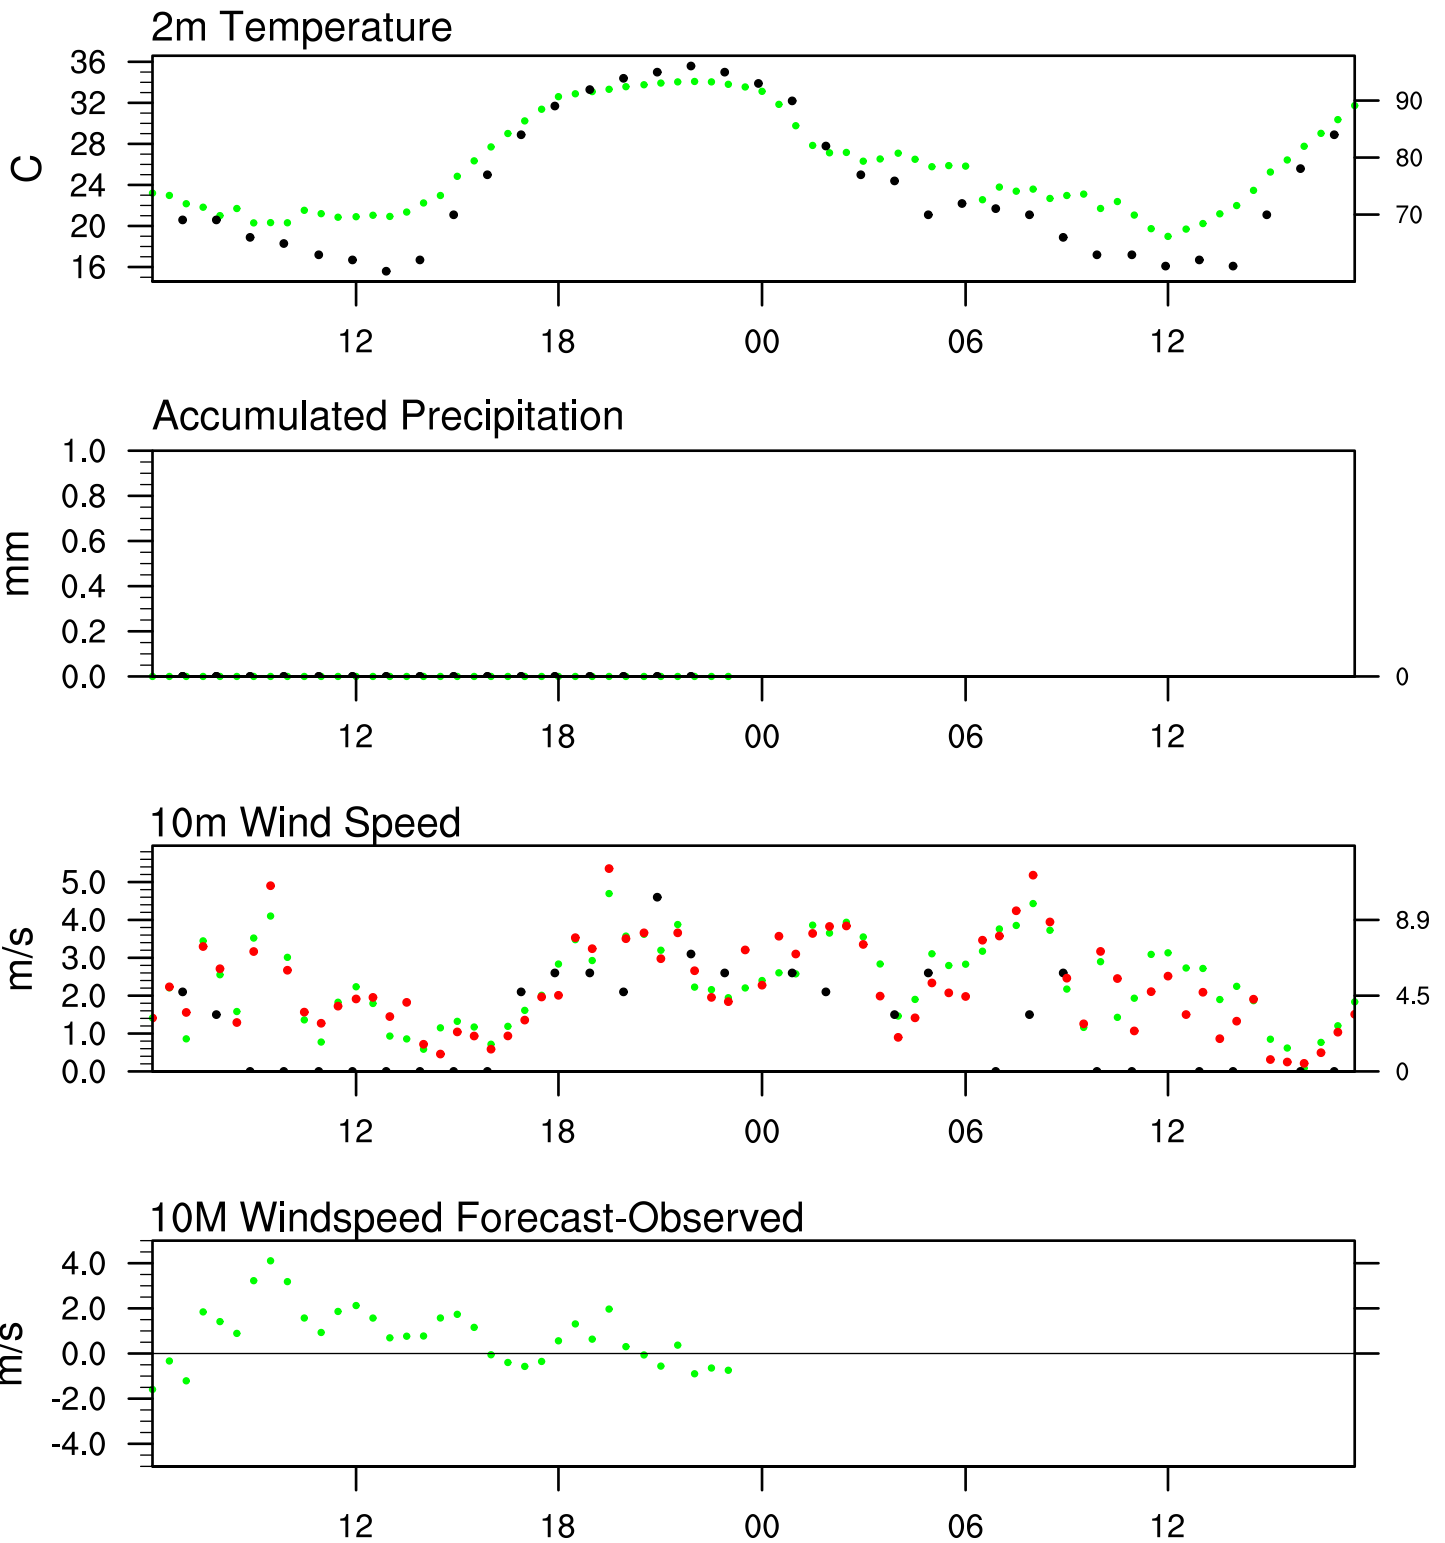 2m Temperature
36
32
28
24
20
16
C
90
80
70
12 18 00 06 12
Accumulated Precipitation
1.0
0.8
0.6
0.4
0.2
0.0
mm
0
12 18 00 06 12
10m Wind Speed
5.0
4.0
3.0
2.0
1.0
0.0
m/s
8.9
4.5
0
12 18 00 06 12
10M Windspeed Forecast-Observed
4.0
2.0
0.0
-2.0
-4.0
m/s
12 18 00 06 12